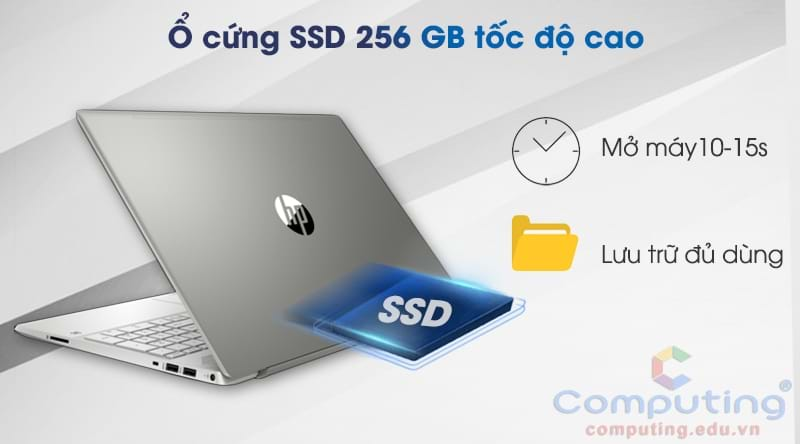 Ổ cứng SSD 256 GB tốc độ cao
Mở máy10-15s
hp
Lưu trữ đủ dùng
SSD
Computing®
computing.edu.vn